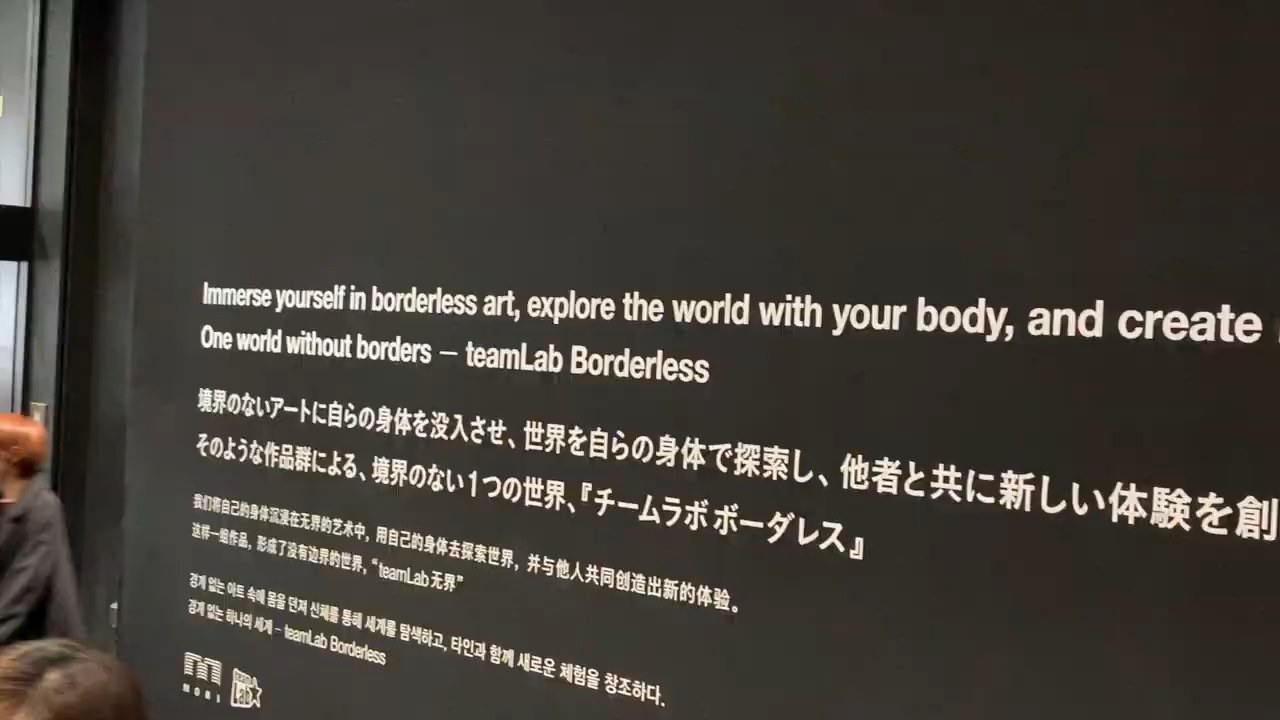 Immerse yourself in borderless art, explore the world with your body, and create
One world without borders – teamLab Borderless
境界のないアートに自らの身体を没入させ、世界を自らの身体で探索し、他者と共に新しい体験を創
そのような作品群による、境界のない1つの世界、『チームラボボーダレス』
我们将自己的身体沉浸在无界的艺术中，用自己的身体去探索世界，并与他人共同创造出新的体验。
这样一组作品，形成了没有边界的世界，“teamLab无界”
경계 없는 아트 속에 몸을 던져 신체를 통해 세계를 탐색하고, 타인과 함께 새로운 체험을 창조하다.
경계 없는 하나의 세계 – teamLab Borderless
MORI
team Lab